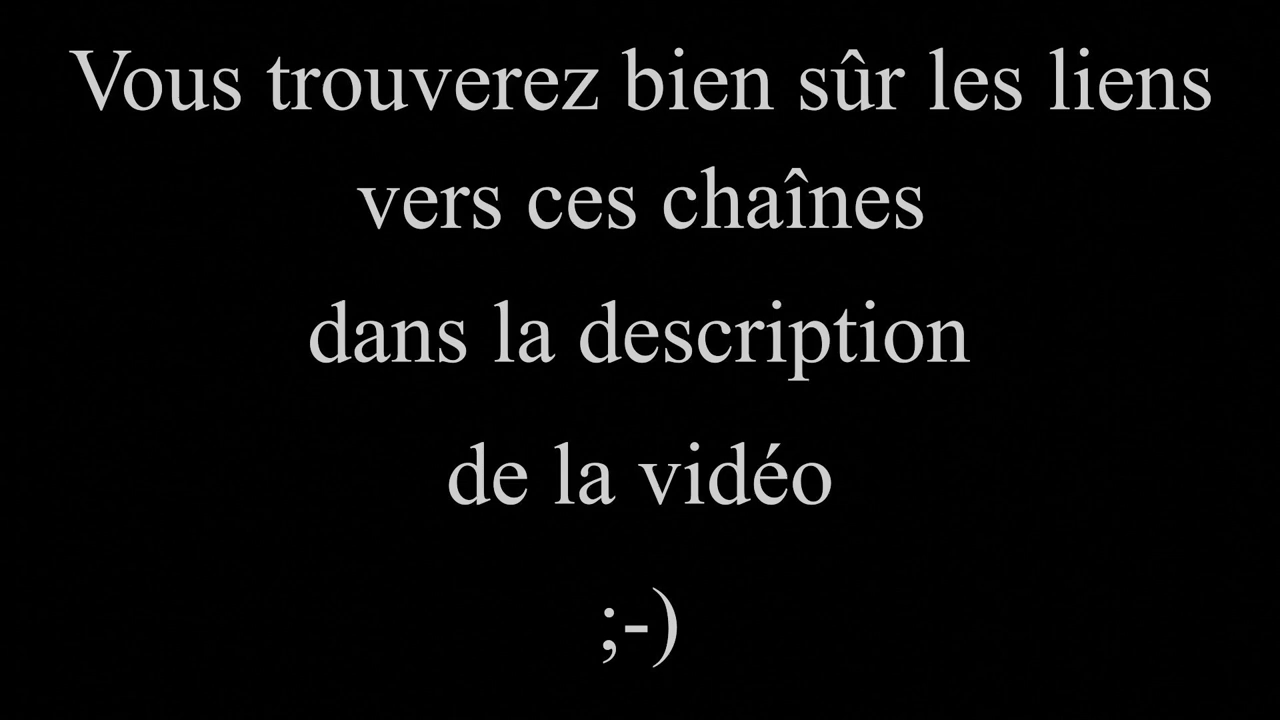 Vous trouverez bien sûr les liens
vers ces chaînes
dans la description
de la vidéo
;-)